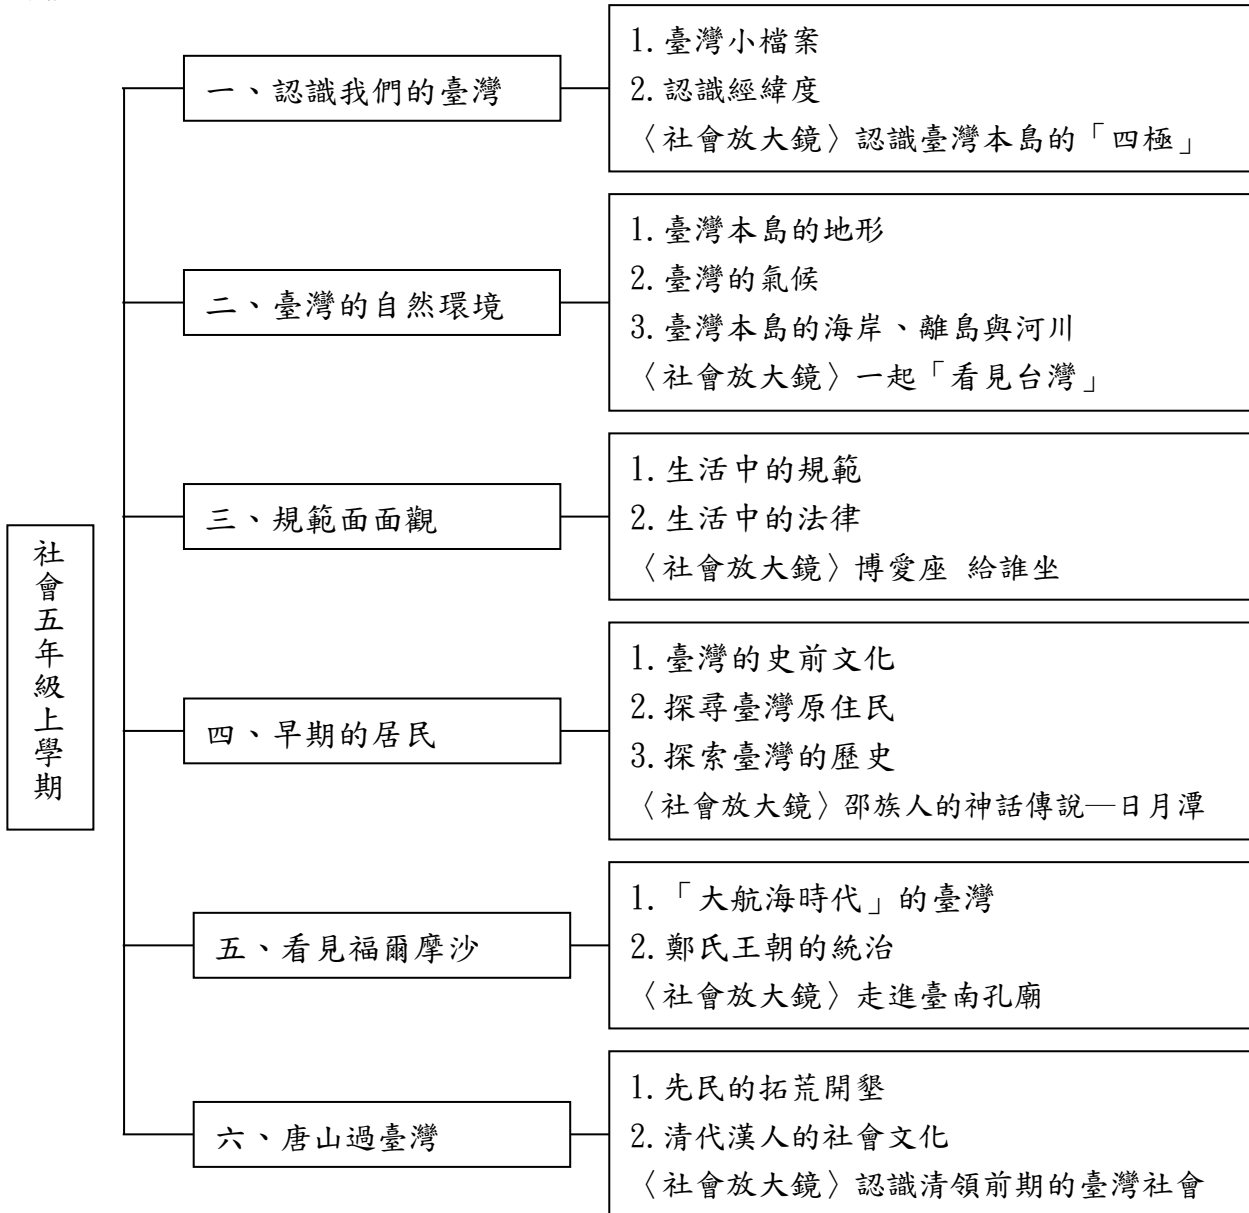 社會五年級上學期
一、認識我們的臺灣
1.臺灣小檔案
2.認識經緯度
〈社會放大鏡〉認識臺灣本島的「四極」
二、臺灣的自然環境
1.臺灣本島的地形
2.臺灣的氣候
3.臺灣本島的海岸、離島與河川
〈社會放大鏡〉一起「看見台灣」
三、規範面面觀
1.生活中的規範
2.生活中的法律
〈社會放大鏡〉博愛座 給誰坐
四、早期的居民
1.臺灣的史前文化
2.探尋臺灣原住民
3.探索臺灣的歷史
〈社會放大鏡〉邵族人的神話傳說—日月潭
五、看見福爾摩沙
1.「大航海時代」的臺灣
2.鄭氏王朝的統治
〈社會放大鏡〉走進臺南孔廟
六、唐山過臺灣
1.先民的拓荒開墾
2.清代漢人的社會文化
〈社會放大鏡〉認識清領前期的臺灣社會